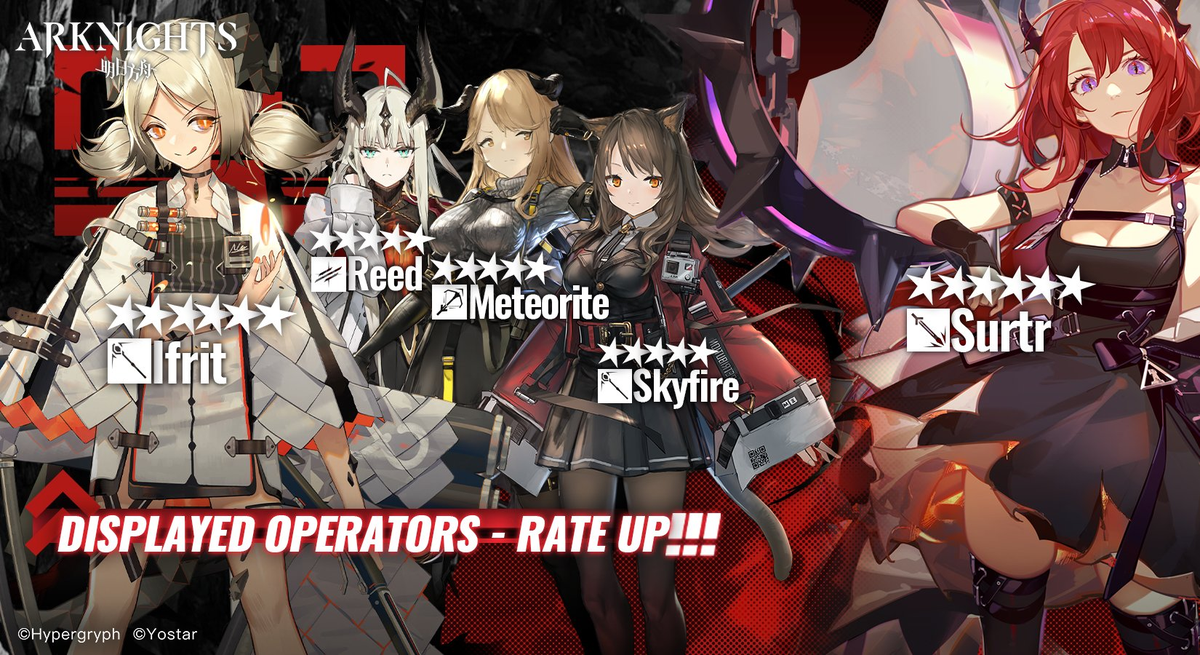 ARKNIGHTS
明日方舟
★★★★★★
Ifrit
★★★★★
Reed
★★★★★
Meteorite
★★★★★
Skyfire
★★★★★★
Surtr
DISPLAYED OPERATORS - RATE UP!!!
©Hypergryph ©Yostar